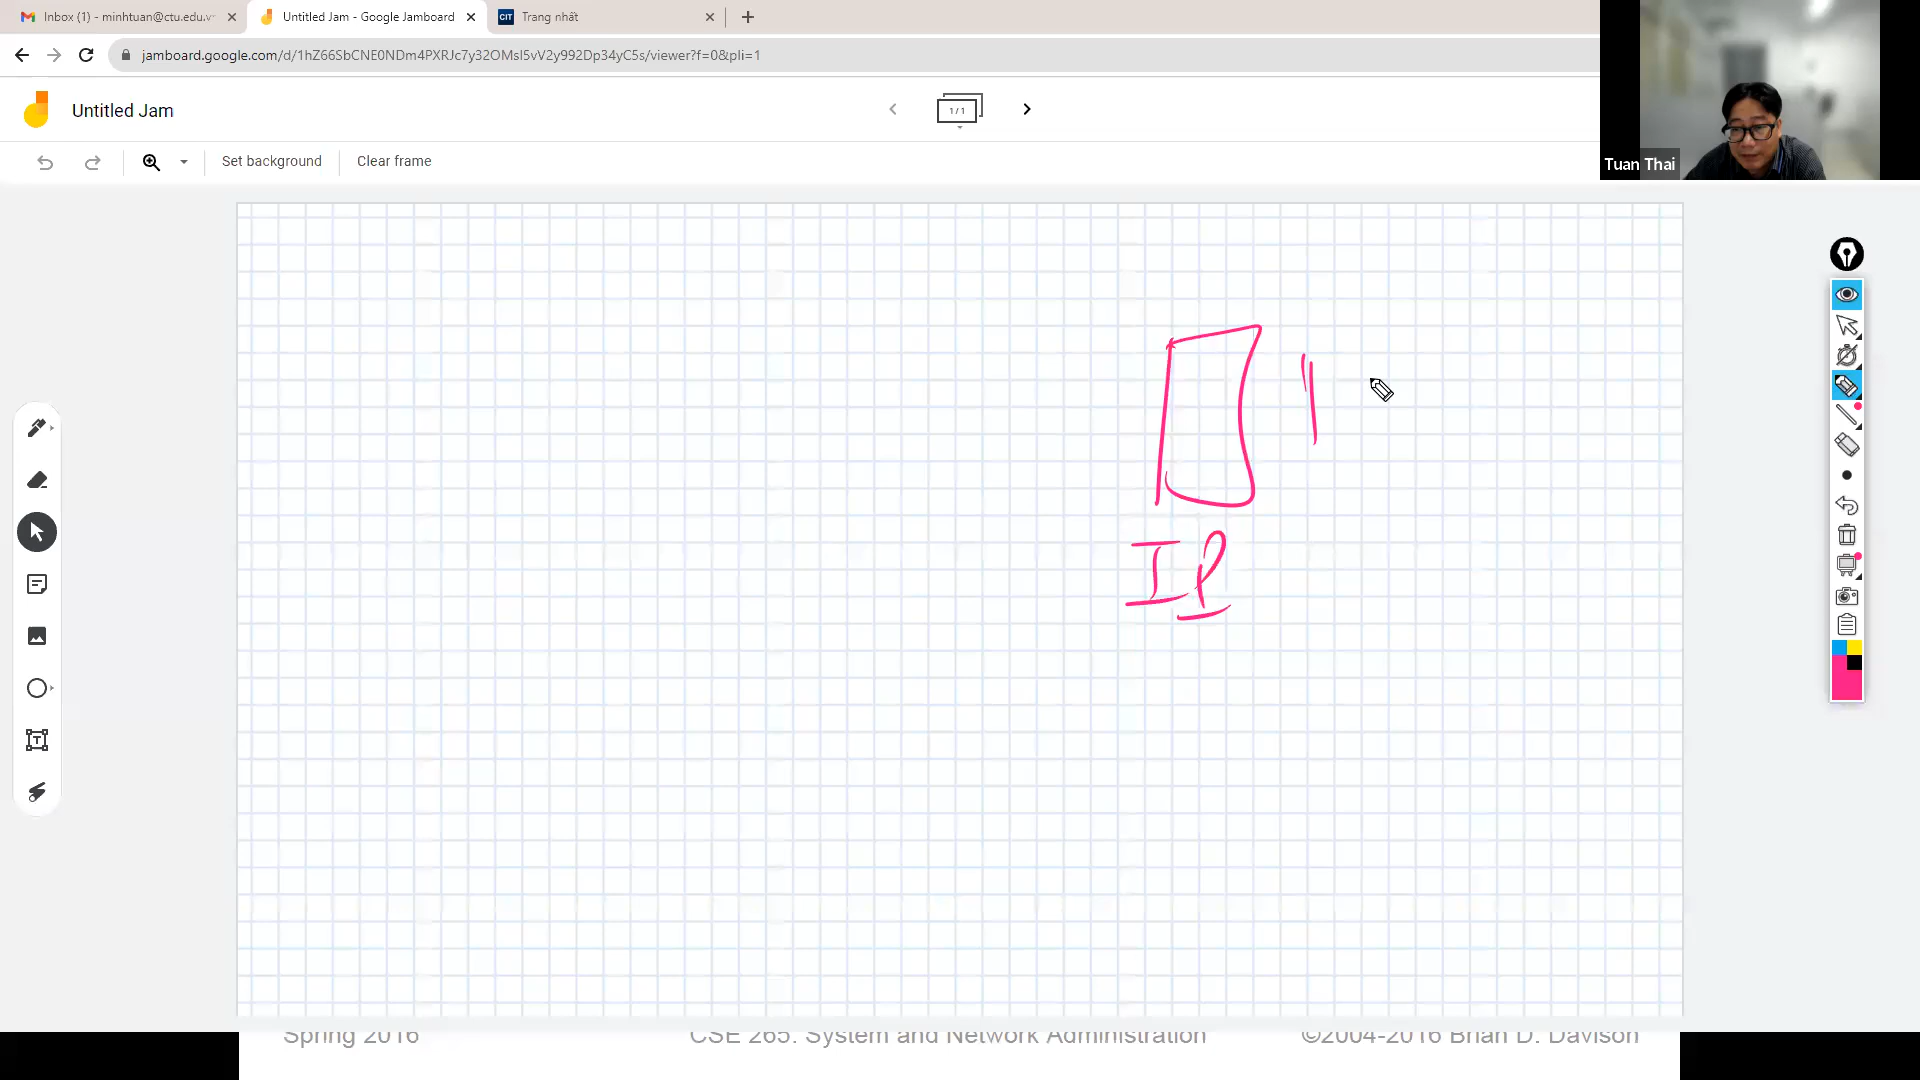 Inbox (1) - minhtuan@ctu.edu.v
Untitled Jam - Google Jamboard
CIT
Trang nhất
jamboard.google.com/d/1hZ66SbCNE0NDm4PXRJc7y32OMsl5vV2y992Dp34yC5s/viewer?f=0&pli=1
Untitled Jam
1 / 1
Set background
Clear frame
Tuan Thai
IP
Spring 2016
CSE 265: System and Network Administration
©2004-2016 Brian D. Davison